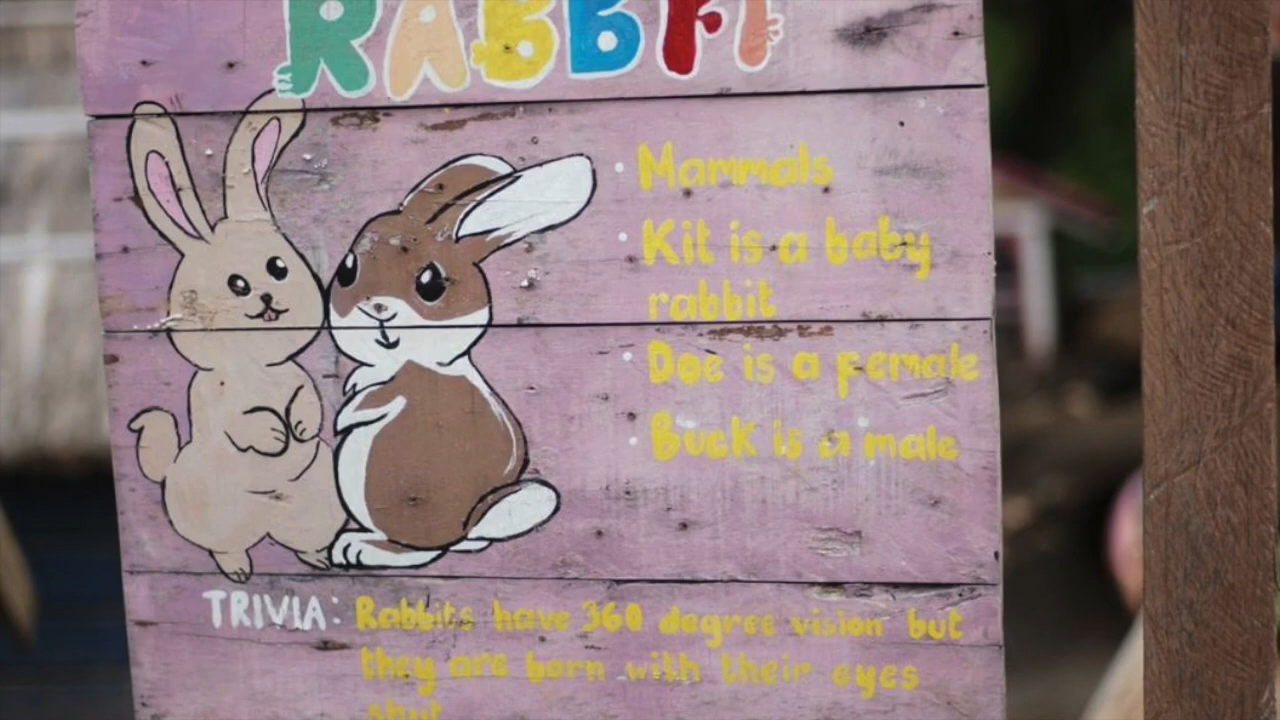 RABBIT
• Mammals
• Kit is a baby
rabbit
• Doe is a female
• Buck is a male
TRIVIA: Rabbits have 360 degree vision but
they are born with their eyes
shut